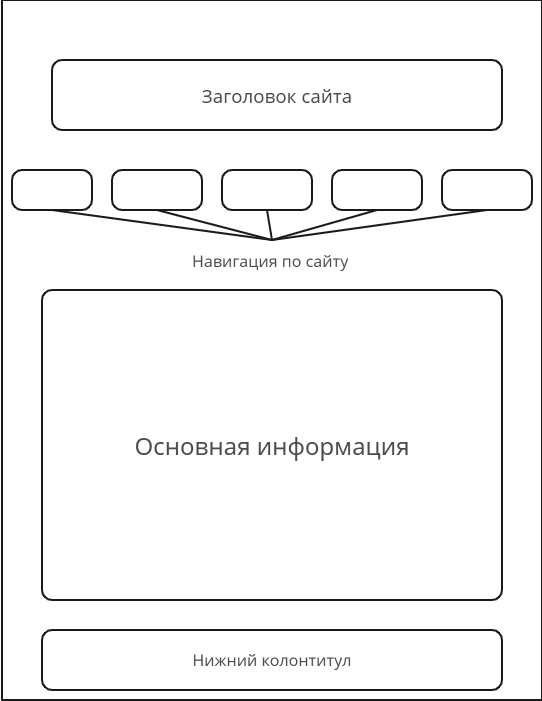 Заголовок сайта
Навигация по сайту
Основная информация
Нижний колонтитул